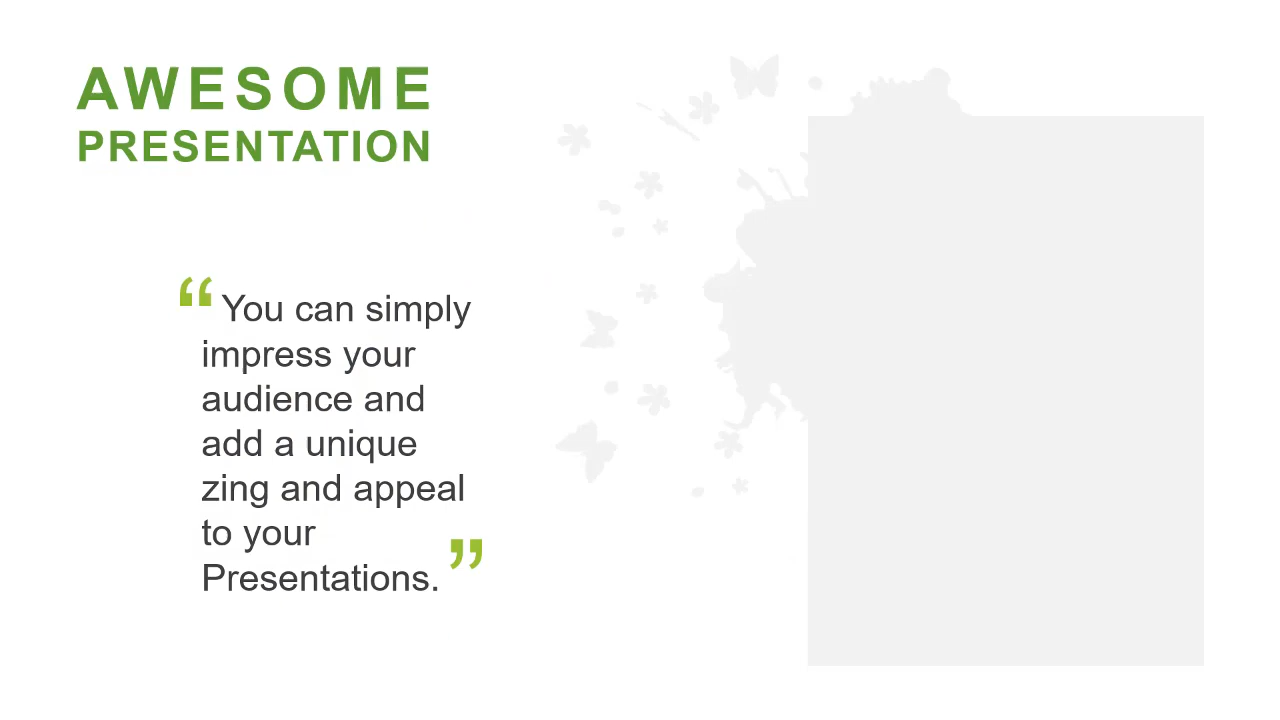 AWESOME
PRESENTATION
“ You can simply
impress your
audience and
add a unique
zing and appeal
to your
Presentations. ”